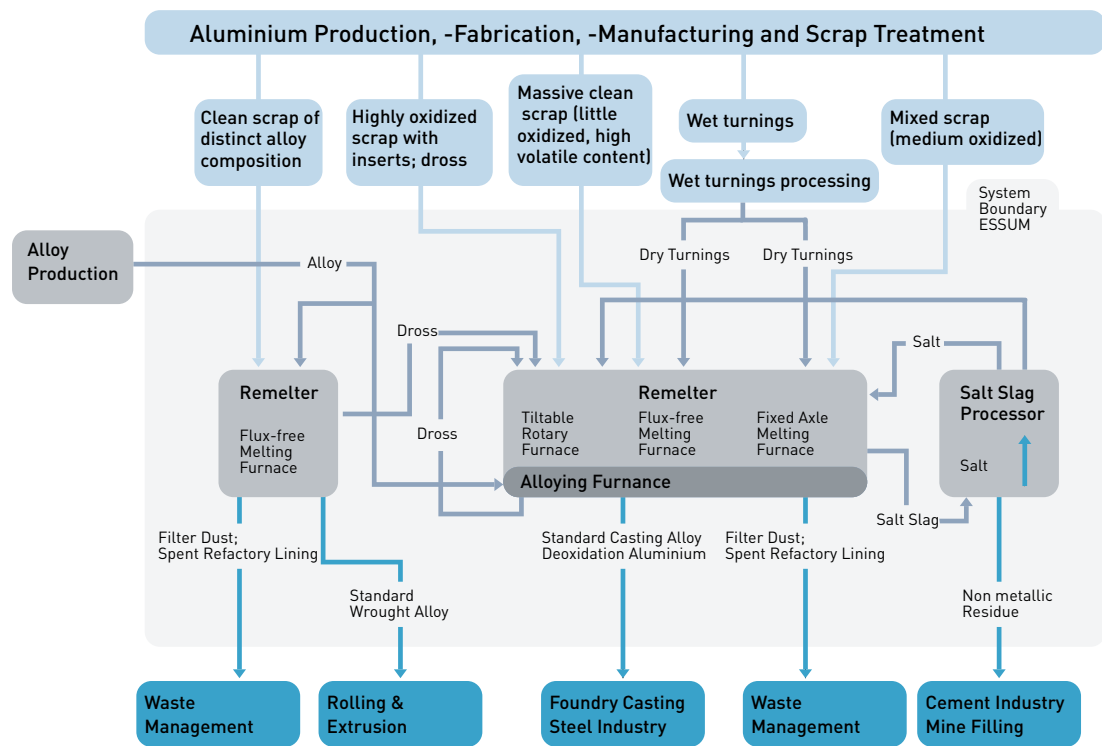 Aluminium Production, -Fabrication, -Manufacturing and Scrap Treatment
Clean scrap of
distinct alloy
composition
Highly oxidized
scrap with
inserts; dross
Massive clean
scrap (little
oxidized, high
volatile content)
Wet turnings
Mixed scrap
(medium oxidized)
Wet turnings processing
System
Boundary
ESSUM
Alloy
Production
Alloy
Dry Turnings
Dry Turnings
Dross
Salt
Remelter
Flux-free
Melting
Furnace
Dross
Remelter
Tiltable
Rotary
Furnace
Flux-free
Melting
Furnace
Fixed Axle
Melting
Furnace
Alloying Furnance
Salt Slag
Processor
Salt
Salt Slag
Filter Dust;
Spent Refactory Lining
Standard Casting Alloy
Deoxidation Aluminium
Filter Dust;
Spent Refactory Lining
Standard
Wrought Alloy
Non metallic
Residue
Waste
Management
Rolling &
Extrusion
Foundry Casting
Steel Industry
Waste
Management
Cement Industry
Mine Filling